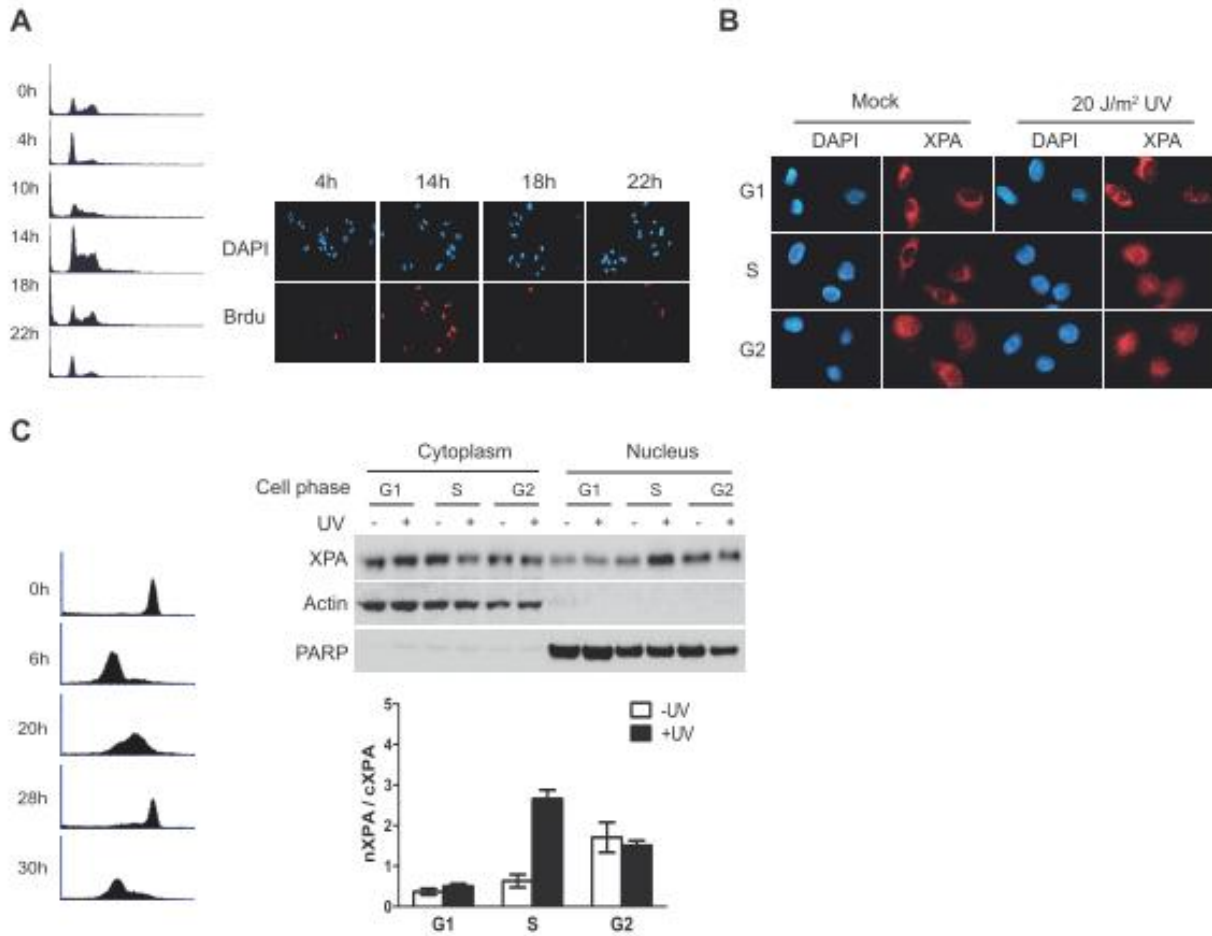 A
0h
4h
10h
14h
18h
22h
4h 14h 18h 22h
DAPI
Brdu
B
Mock 20 J/m² UV
DAPI XPA DAPI XPA
G1
S
G2
C
0h
6h
20h
28h
30h
Cytoplasm Nucleus
Cell phase G1 S G2 G1 S G2
UV - + - + - + - + - + - +
XPA
Actin
PARP
5
4
3
2
1
0
nXPA / cXPA
-UV
+UV
G1 S G2